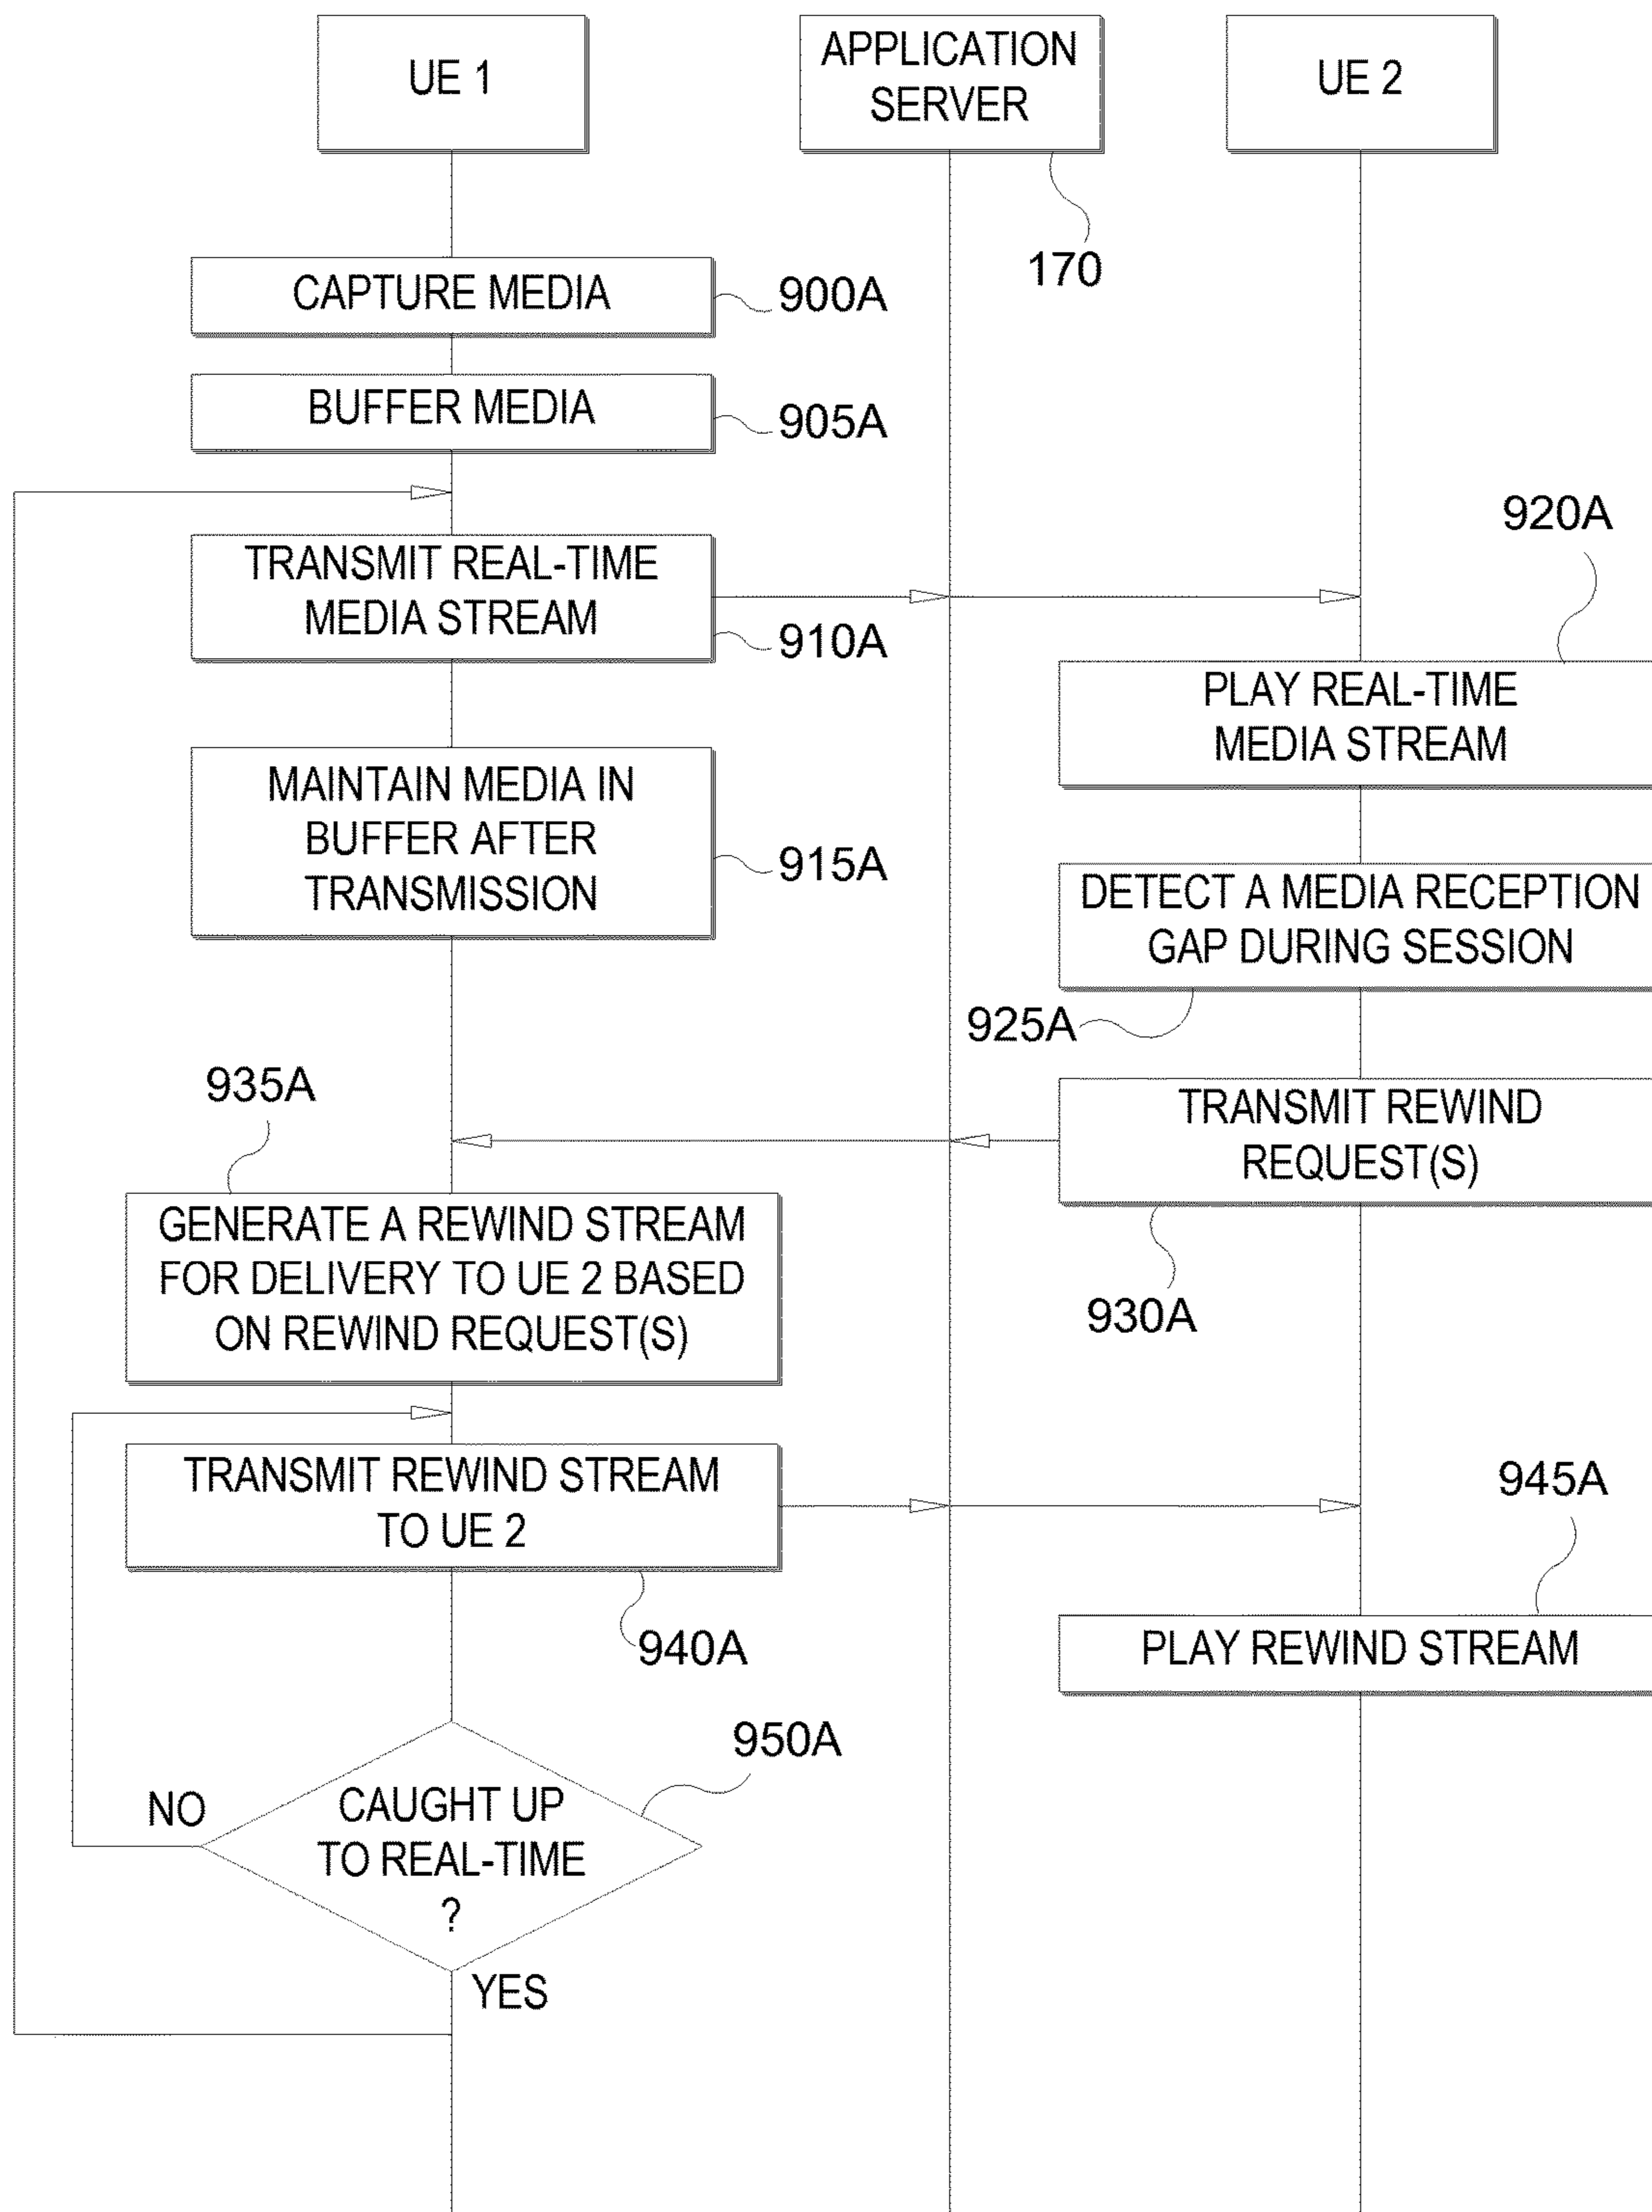 UE 1
APPLICATION
SERVER
UE 2
170
CAPTURE MEDIA
900A
BUFFER MEDIA
905A
920A
TRANSMIT REAL-TIME
MEDIA STREAM
910A
PLAY REAL-TIME
MEDIA STREAM
MAINTAIN MEDIA IN
BUFFER AFTER
TRANSMISSION
915A
DETECT A MEDIA RECEPTION
GAP DURING SESSION
925A
935A
TRANSMIT REWIND
REQUEST(S)
930A
GENERATE A REWIND STREAM
FOR DELIVERY TO UE 2 BASED
ON REWIND REQUEST(S)
TRANSMIT REWIND STREAM
TO UE 2
940A
945A
PLAY REWIND STREAM
950A
NO
CAUGHT UP
TO REAL-TIME
?
YES